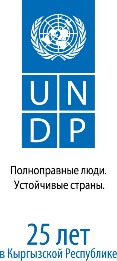 U N
D P
Полноправные люди.
Устойчивые страны.
25 лет
в Кыргызской Республике